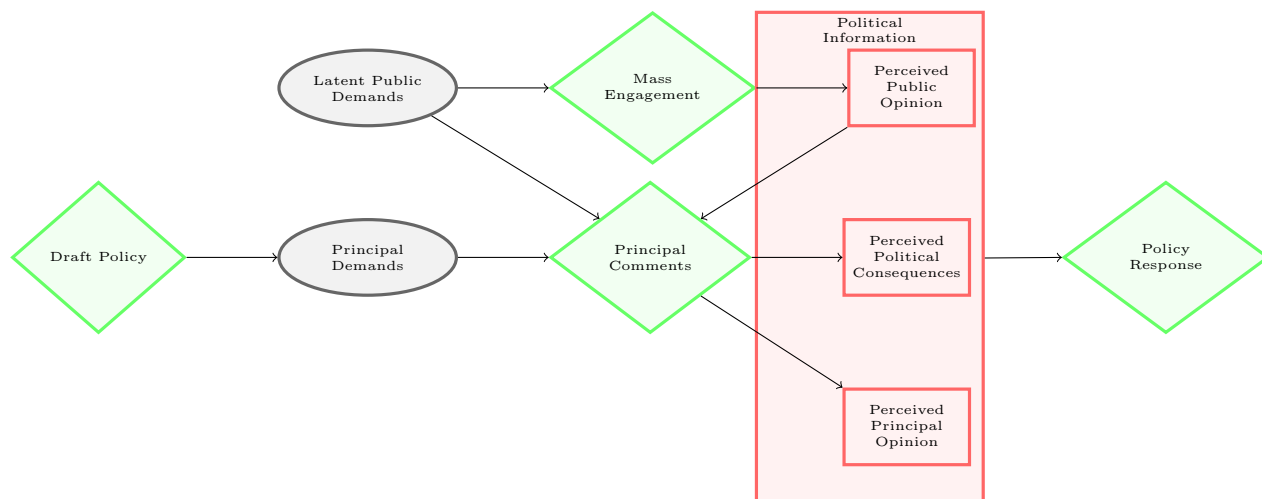 Political
Information
Latent Public
Demands
Mass
Engagement
Perceived
Public
Opinion
Draft Policy
Principal
Demands
Principal
Comments
Perceived
Political
Consequences
Policy
Response
Perceived
Principal
Opinion